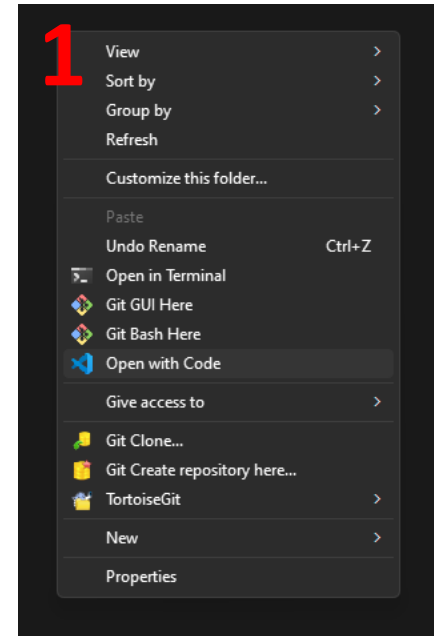 1
View
Sort by
Group by
Refresh
Customize this folder...
Paste
Undo Rename Ctrl+Z
Open in Terminal
Git GUI Here
Git Bash Here
Open with Code
Give access to
Git Clone...
Git Create repository here...
TortoiseGit
New
Properties